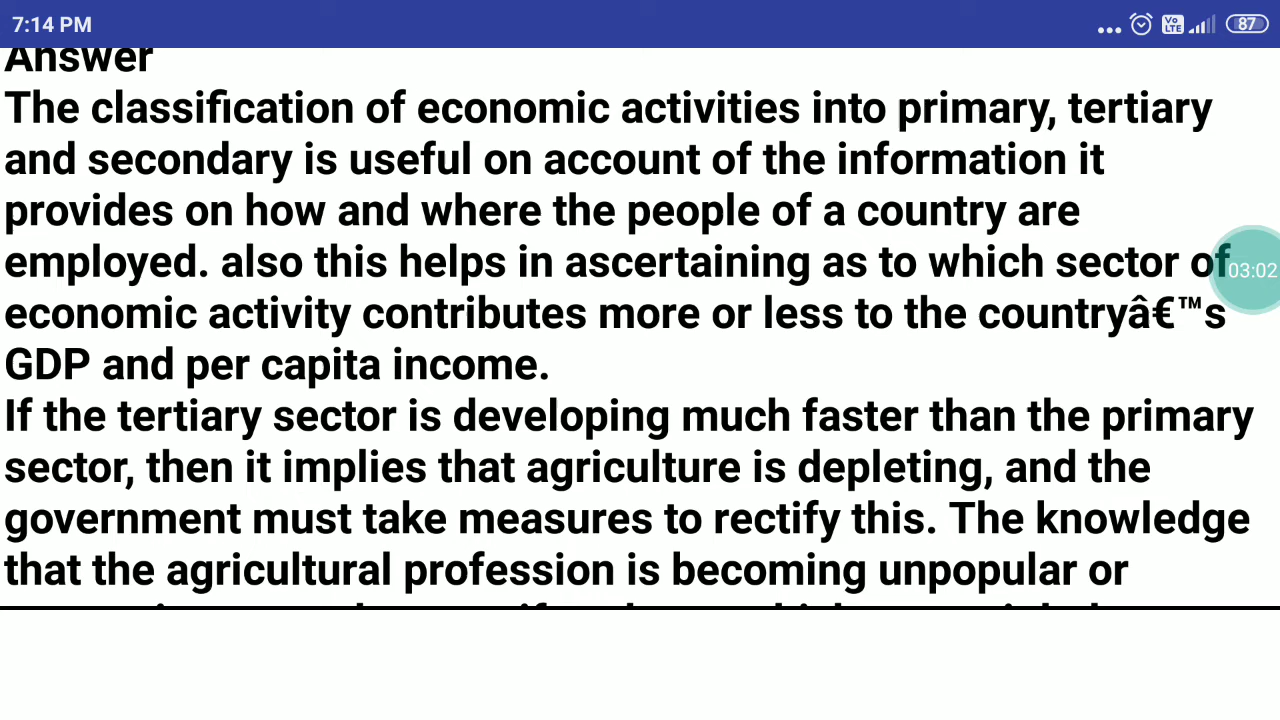 7:14 PM
87
Answer
The classification of economic activities into primary, tertiary
and secondary is useful on account of the information it
provides on how and where the people of a country are
employed. also this helps in ascertaining as to which sector of
03:02
economic activity contributes more or less to the countryâ€™s
GDP and per capita income.
If the tertiary sector is developing much faster than the primary
sector, then it implies that agriculture is depleting, and the
government must take measures to rectify this. The knowledge
that the agricultural profession is becoming unpopular or